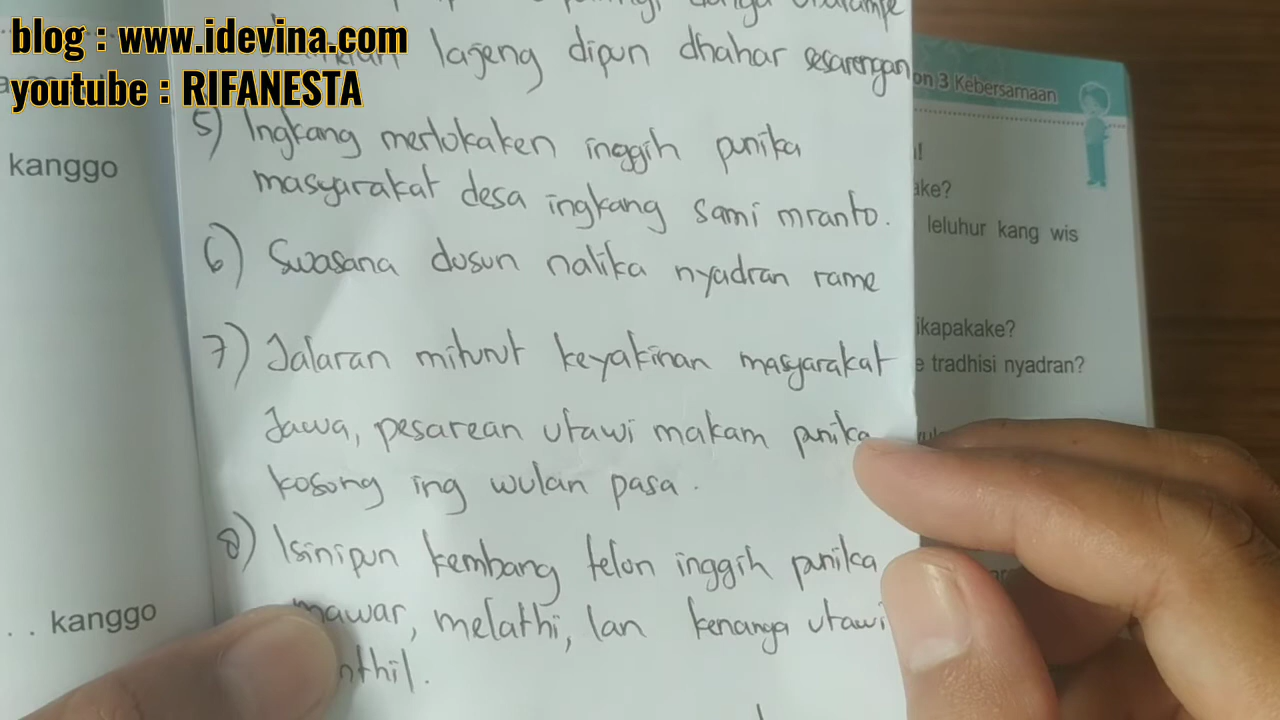 blog : www.idevina.com
youtube : RIFANESTA
lajeng dipun dhahar sesarengan
5) Ingkang merlokaken inggih punika
masyarakat desa ingkang sami mranto.
6) Swasana dusun nalika nyadran rame
7) Jalaran miturut keyakinan masyarakat
Jawa, pesarean utawi makam punika
kosong ing wulan pasa.
8) Isinipun kembang telon inggih punika
mawar, melathi, lan kenanga utawi
nthil.
kanggo
. . kanggo
on 3 Kebersamaan
ake?
leluhur kang wis
ikapakake?
e tradhisi nyadran?